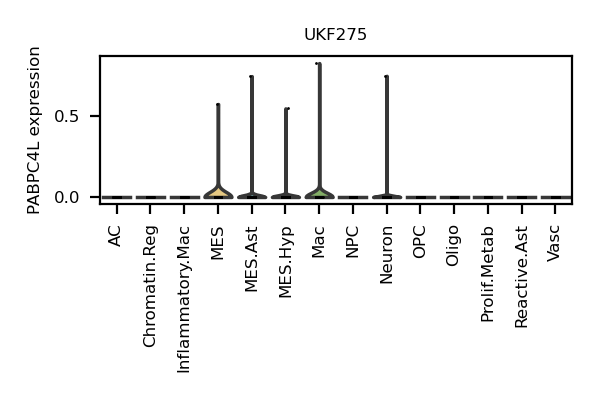 UKF275
PABPC4L expression
0.5
0.0
AC
Chromatin.Reg
Inflammatory.Mac
MES
MES.Ast
MES.Hyp
Mac
NPC
Neuron
OPC
Oligo
Prolif.Metab
Reactive.Ast
Vasc